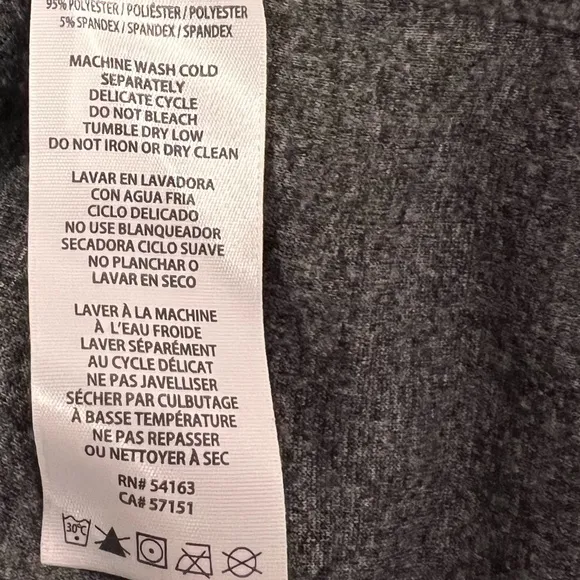 95% POLYESTER / POLIÉSTER / POLYESTER
5% SPANDEX / SPANDEX / SPANDEX
MACHINE WASH COLD
SEPARATELY
DELICATE CYCLE
DO NOT BLEACH
TUMBLE DRY LOW
DO NOT IRON OR DRY CLEAN
LAVAR EN LAVADORA
CON AGUA FRIA
CICLO DELICADO
NO USE BLANQUEADOR
SECADORA CICLO SUAVE
NO PLANCHAR O
LAVAR EN SECO
LAVER À LA MACHINE
À L'EAU FROIDE
LAVER SÉPARÉMENT
AU CYCLE DÉLICAT
NE PAS JAVELLISER
SÉCHER PAR CULBUTAGE
À BASSE TEMPÉRATURE
NE PAS REPASSER
OU NETTOYER À SEC
RN# 54163
CA# 57151
30°C